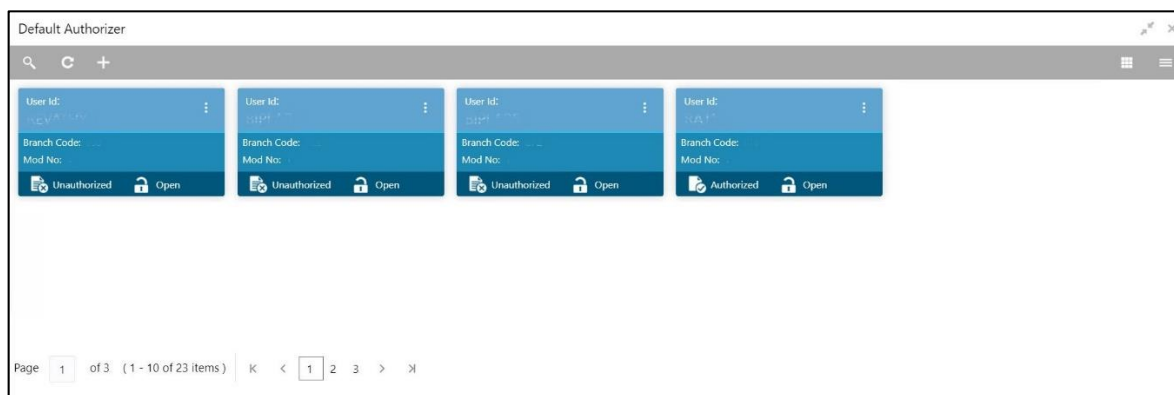 Default Authorizer
User Id:
Branch Code:
Mod No:
Unauthorized Open
User Id:
Branch Code:
Mod No:
Unauthorized Open
User Id:
Branch Code:
Mod No:
Unauthorized Open
User Id:
Branch Code:
Mod No:
Authorized Open
Page 1 of 3 ( 1 - 10 of 23 items ) 1 2 3